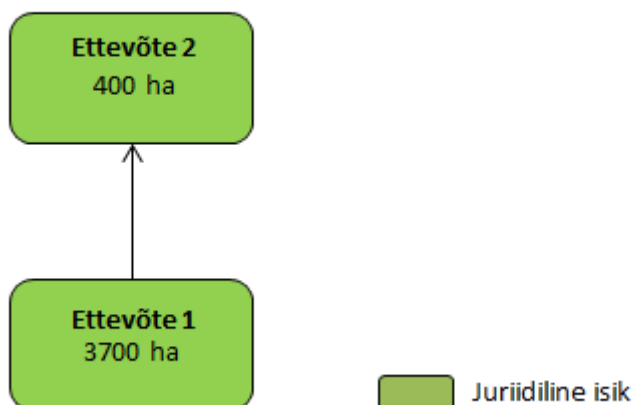 Ettevõte 2
400 ha
Ettevõte 1
3700 ha
Juriidiline isik